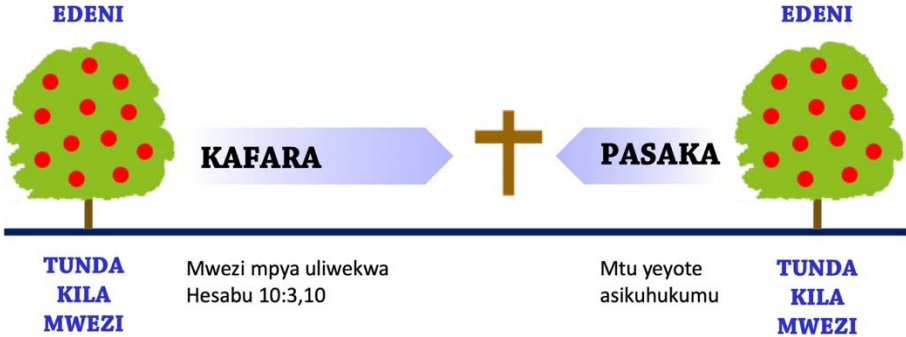 EDENI
EDENI
KAFARA
PASAKA
TUNDA
KILA
MWEZI
Mwezi mpya uliwekwa
Hesabu 10:3,10
Mtu yeyote
asikuhukumu
TUNDA
KILA
MWEZI